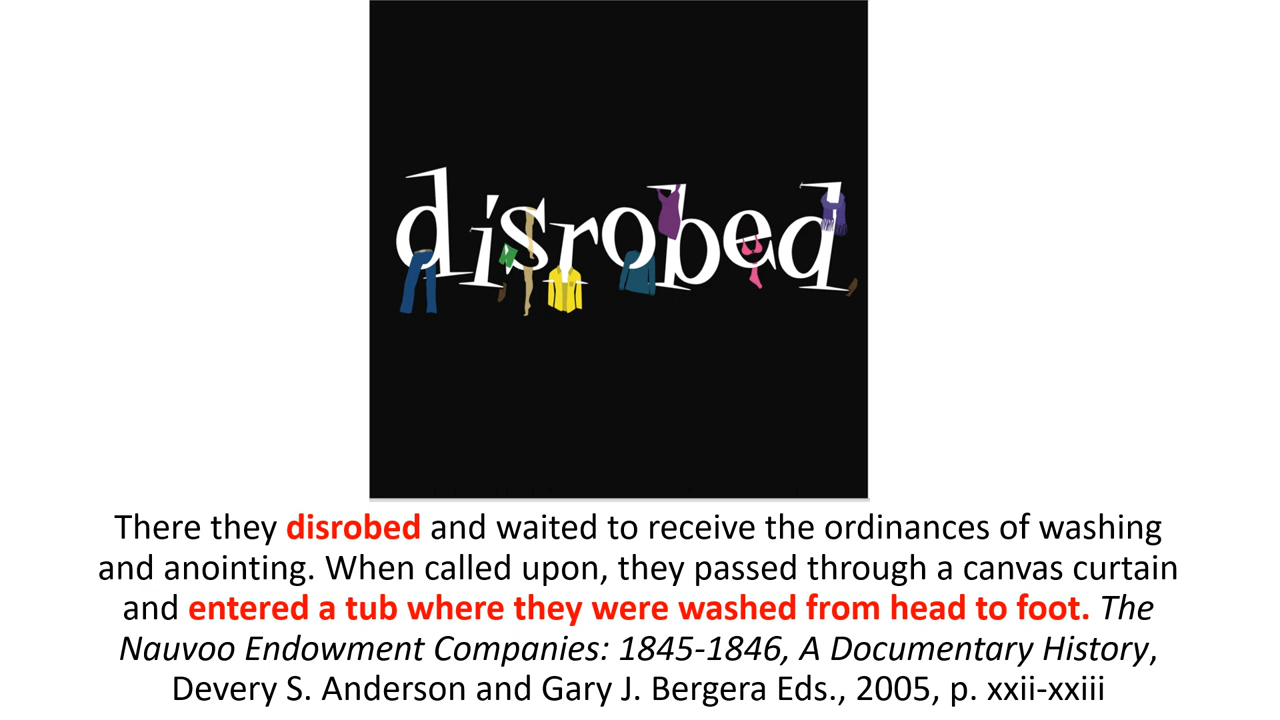 disrobed
There they disrobed and waited to receive the ordinances of washing
and anointing. When called upon, they passed through a canvas curtain
and entered a tub where they were washed from head to foot. The
Nauvoo Endowment Companies: 1845-1846, A Documentary History,
Devery S. Anderson and Gary J. Bergera Eds., 2005, p. xxii-xxiii